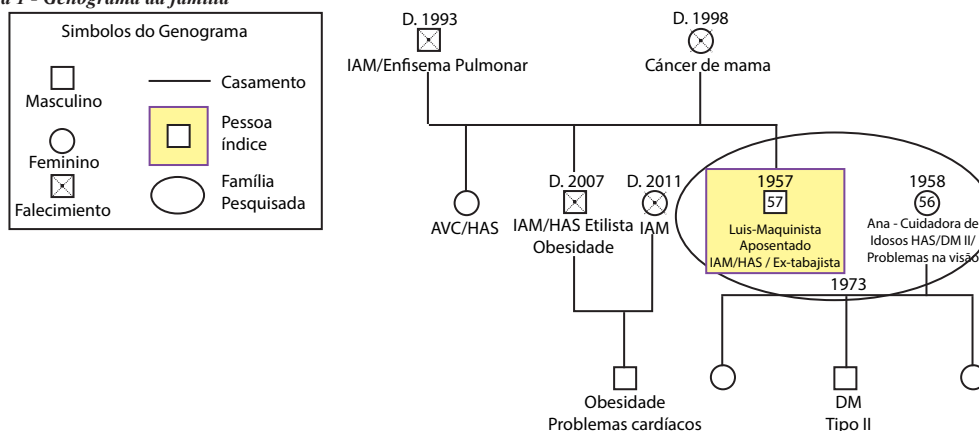 a 1 - Genograma da família
Simbolos do Genograma
Masculino
Feminino
Falecimiento
Casamento
Pessoa
índice
Família
Pesquisada
D. 1993
IAM/Enfisema Pulmonar
D. 1998
Cáncer de mama
AVC/HAS
D. 2007
IAM/HAS Etilista
Obesidade
D. 2011
IAM
1957
57
Luis-Maquinista
Aposentado
IAM/HAS / Ex-tabajista
1958
56
Ana - Cuidadora de
Idosos HAS/DM II/
Problemas na visão
1973
Obesidade
Problemas cardíacos
DM
Tipo II